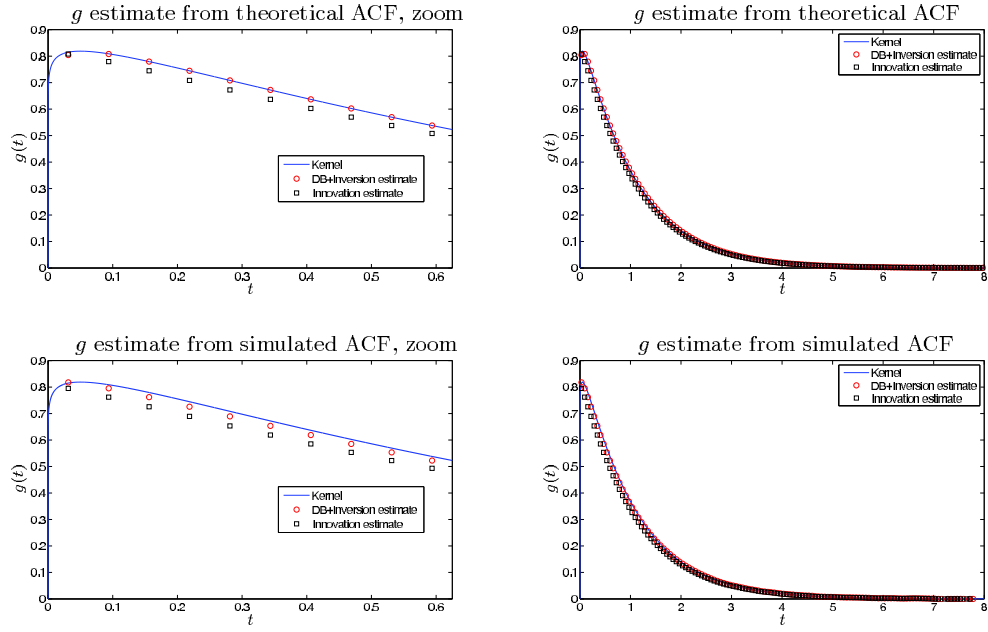 g estimate from theoretical ACF, zoom
0.9
0.8
0.7
0.6
0.5
0.4
0.3
0.2
0.1
0
g(t)
Kernel
DB+Inversion estimate
Innovation estimate
0 0.1 0.2 0.3 0.4 0.5 0.6
t
g estimate from theoretical ACF
0.9
0.8
0.7
0.6
0.5
0.4
0.3
0.2
0.1
0
g(t)
Kernel
DB+Inversion estimate
Innovation estimate
0 1 2 3 4 5 6 7 8
t
g estimate from simulated ACF, zoom
0.9
0.8
0.7
0.6
0.5
0.4
0.3
0.2
0.1
0
g(t)
Kernel
DB+Inversion estimate
Innovation estimate
0 0.1 0.2 0.3 0.4 0.5 0.6
t
g estimate from simulated ACF
0.9
0.8
0.7
0.6
0.5
0.4
0.3
0.2
0.1
0
g(t)
Kernel
DB+Inversion estimate
Innovation estimate
0 1 2 3 4 5 6 7 8
t